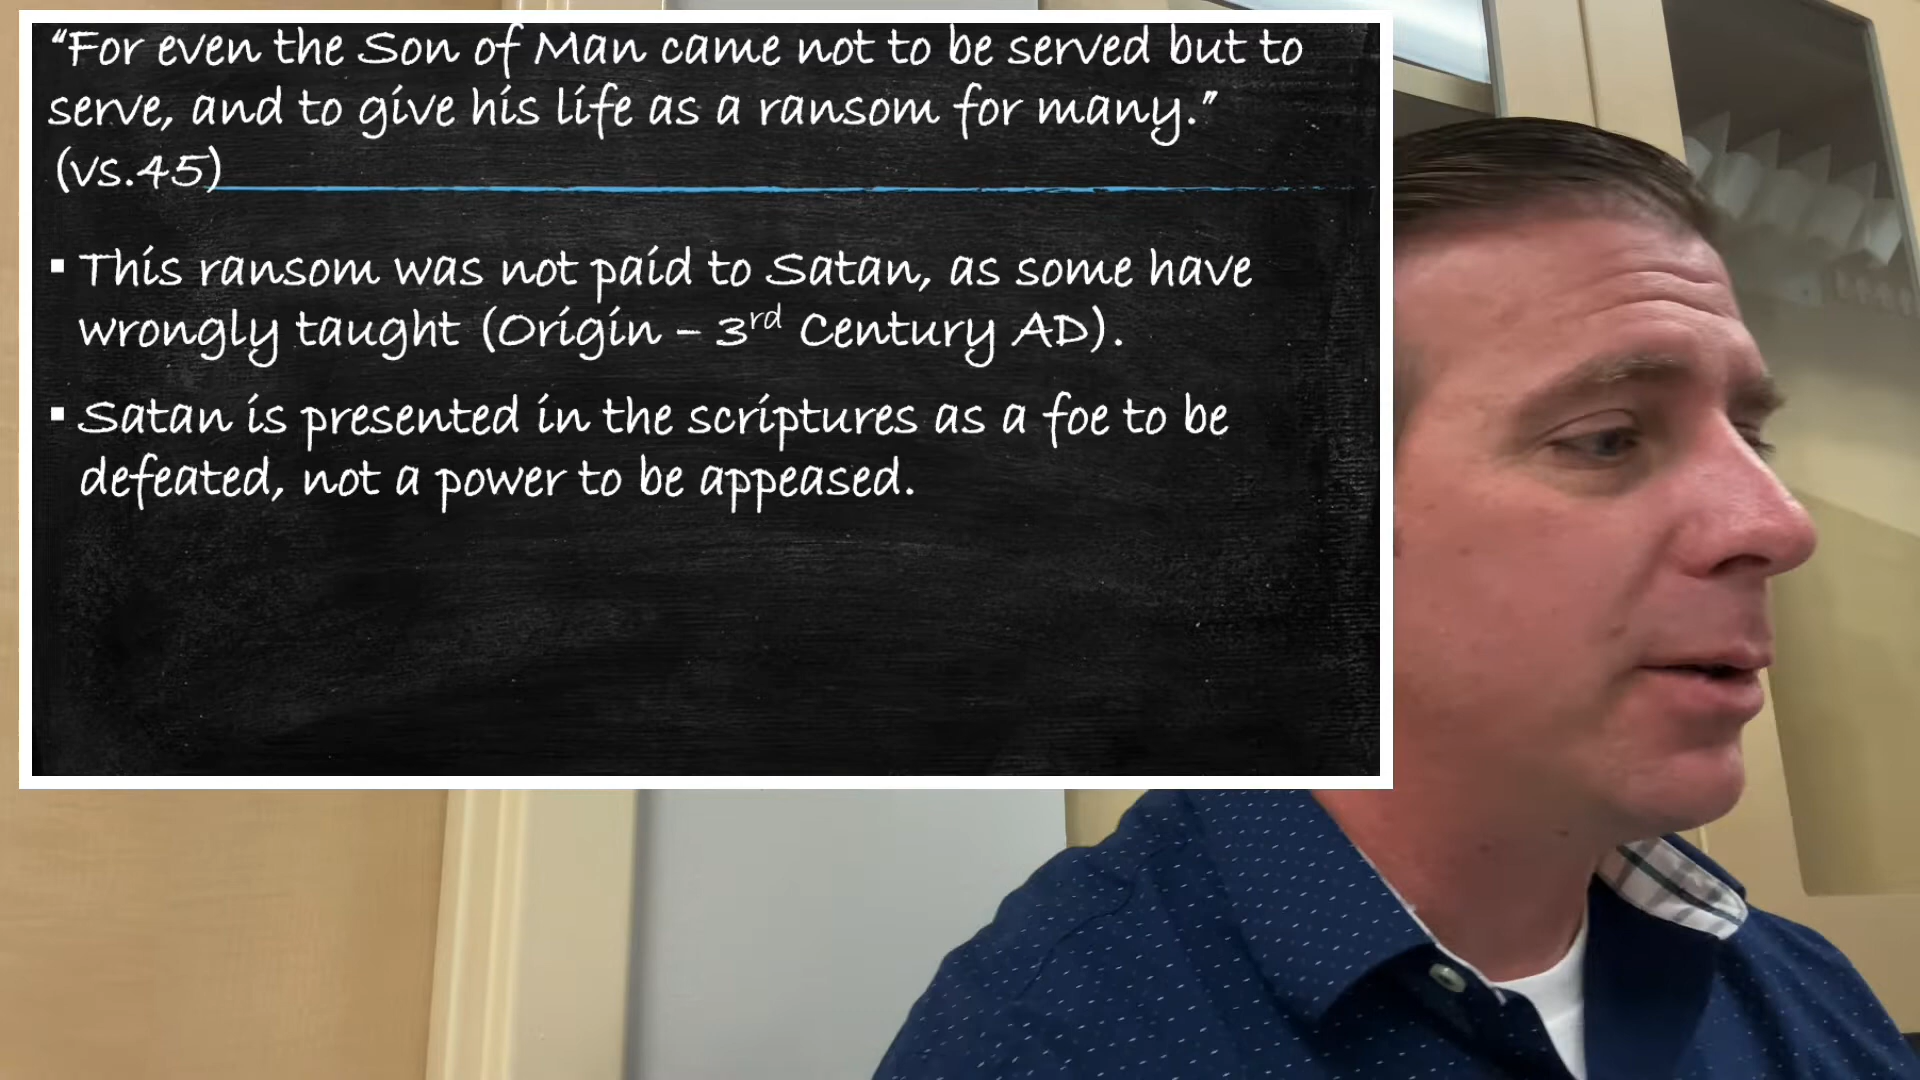 “For even the Son of Man came not to be served but to
serve, and to give his life as a ransom for many.”
(vs.45)
▪ This ransom was not paid to Satan, as some have
wrongly taught (Origin – 3rd Century AD).
▪ Satan is presented in the scriptures as a foe to be
defeated, not a power to be appeased.